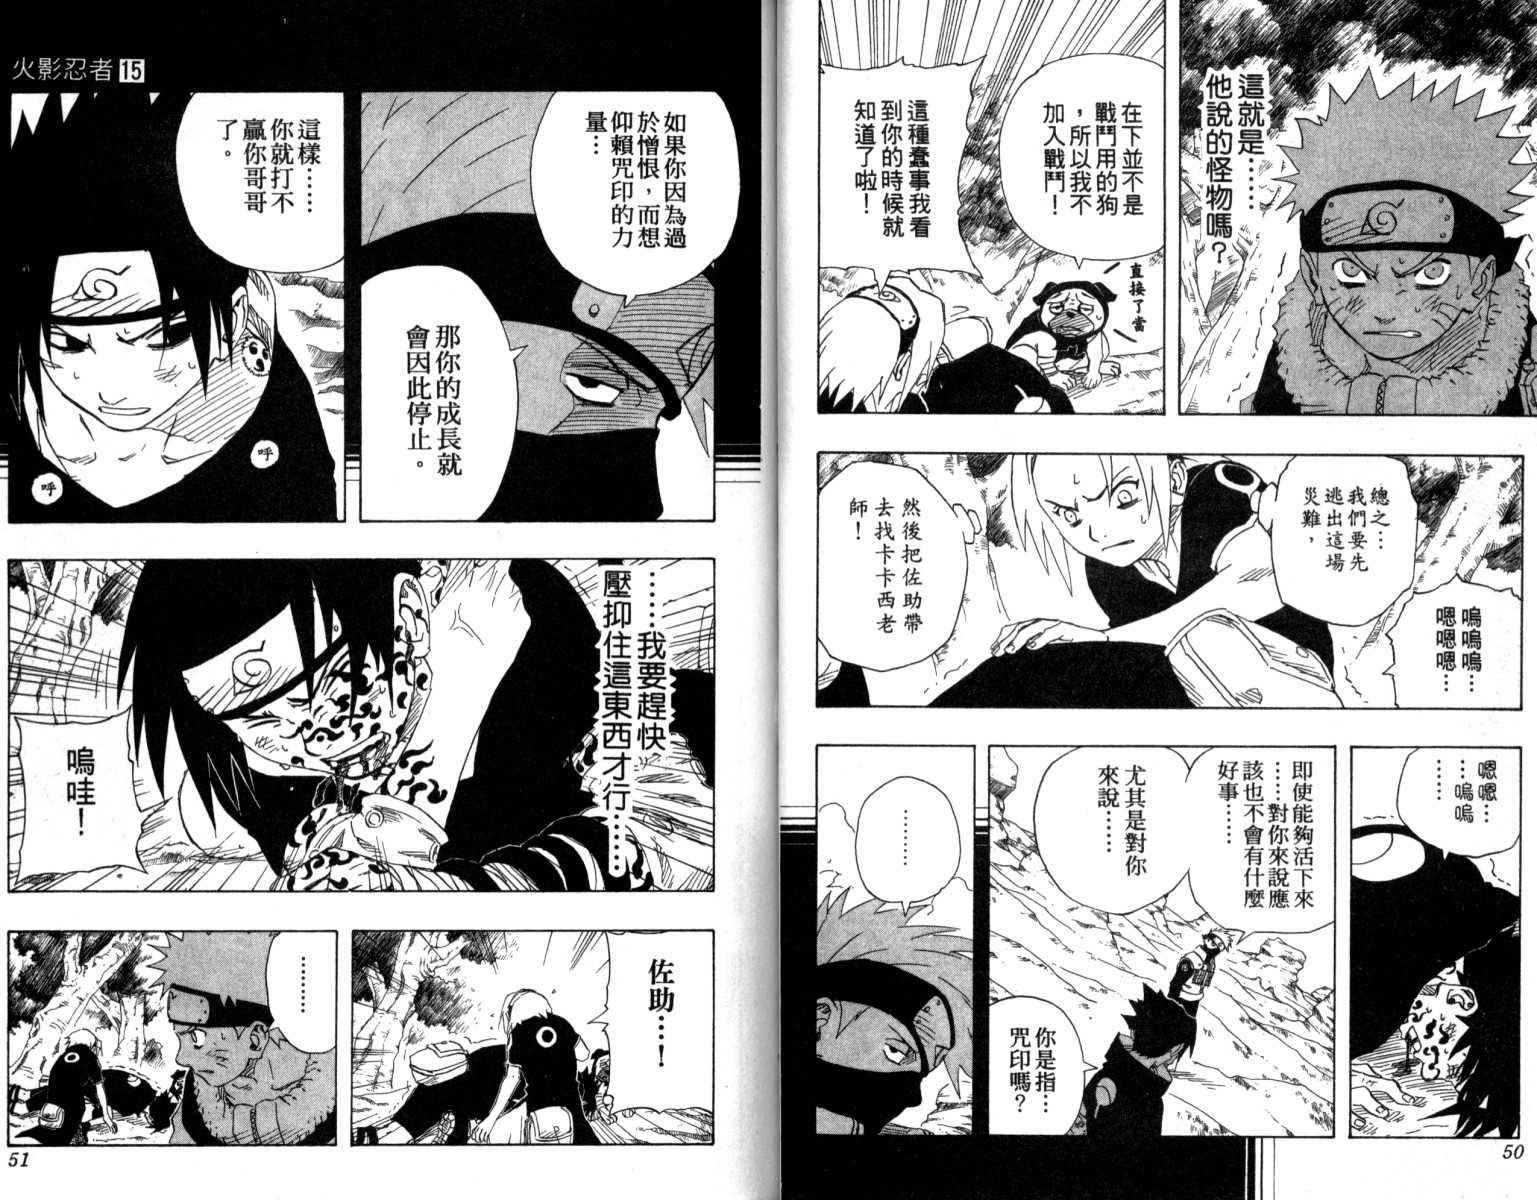 這就是……
他說的怪物嗎？
在下並不是
戰鬥用的狗
，所以我不
加入戰鬥！
直接了當
這種蠢事我看
到你的時候就
知道了啦！
總之…
我們要先
逃出這場
災難，
然後把佐助帶
去找卡卡西老
師！
嗚嗚嗚…
嗯嗯嗯…
嗯嗯…
…嗚嗚
……
即使能夠活下來
……對你來說應
該也不會有什麼
好事……
尤其是對你
來說……
你是指…
咒印嗎？
……
50
火影忍者15
如果你因為過
於憎恨，而想
仰賴咒印的力
量…
那你的成長就
會因此停止。
這樣……
你就打不
贏你哥哥
了。
呼
呼
……我要趕快
壓抑住這東西才行……
嗚哇！
佐助…！
……
51